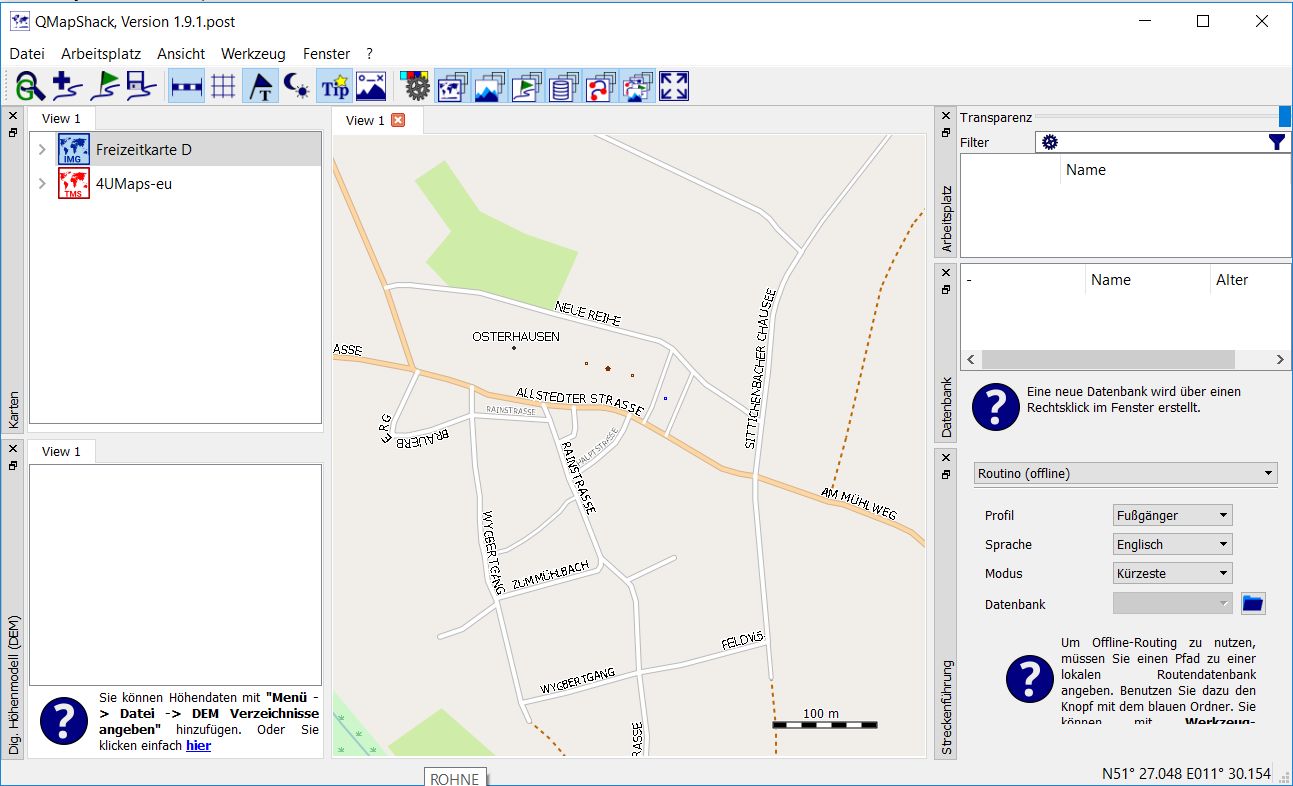 QMapShack, Version 1.9.1.post
Datei Arbeitsplatz Ansicht Werkzeug Fenster ?
Tip
View 1
IMG Freizeitkarte D
TMS 4UMaps-eu
Karten
View 1
Sie können Höhendaten mit "Menü -
> Datei -> DEM Verzeichnisse
angeben" hinzufügen. Oder Sie
klicken einfach hier
Dig. Höhenmodell (DEM)
View 1
NEUE REIHE
OSTERHAUSEN
ASSE
ALLSTEDTER STRASSE
SITTICHENBACHER CHAUSEE
RAINSTRASSE
BRAUERB
ERG
RAINSTRASSE
AM MÜHLWEG
WYGBERTGANG
ZUM MÜHLBACH
WYGBERTGANG
100 m
RASSE
ROHNE
Transparenz
Filter
Name
Arbeitsplatz
- Name Alter
Eine neue Datenbank wird über einen
Rechtsklick im Fenster erstellt.
Datenbank
Routino (offline)
Profil Fußgänger
Sprache Englisch
Modus Kürzeste
Datenbank
Um Offline-Routing zu nutzen,
müssen Sie einen Pfad zu einer
lokalen Routendatenbank
angeben. Benutzen Sie dazu den
Knopf mit dem blauen Ordner. Sie
können mit Werkzeug-
Streckenführung
N51° 27.048 E011° 30.154